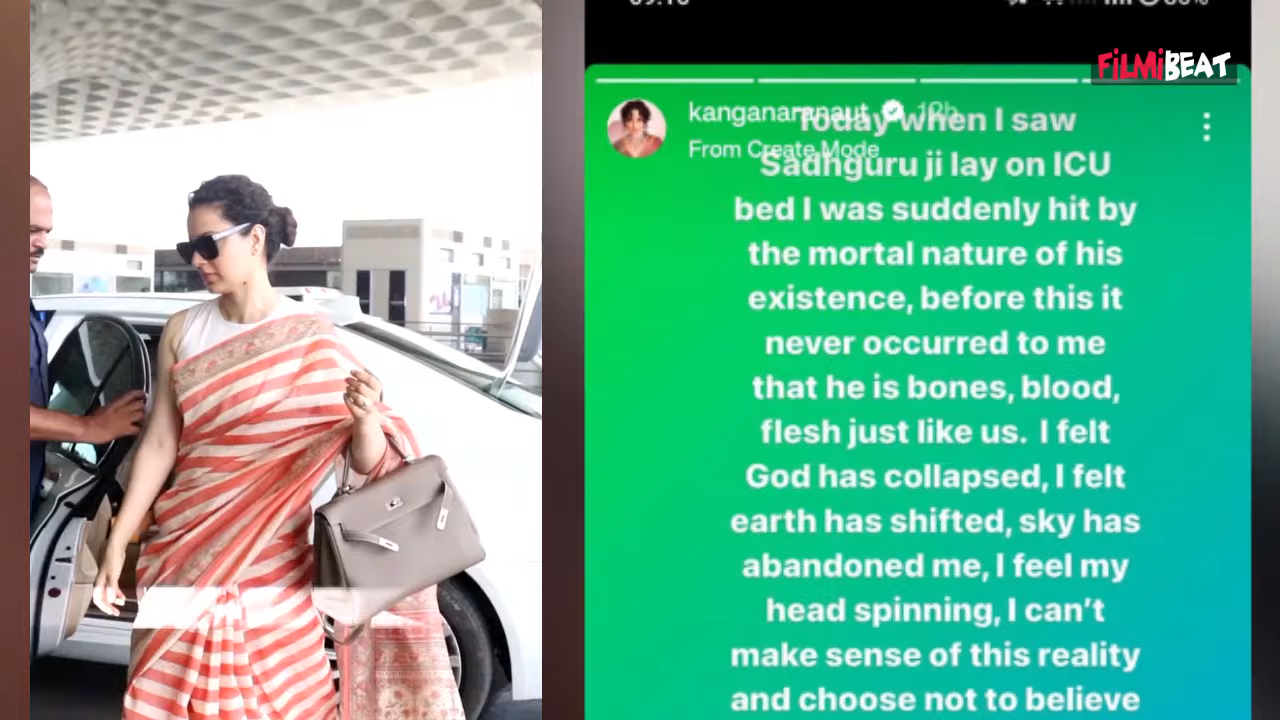 FiLMiBEAT
kanganaranaut
From Create Mode
Today when I saw
Sadhguru ji lay on ICU
bed I was suddenly hit by
the mortal nature of his
existence, before this it
never occurred to me
that he is bones, blood,
flesh just like us. I felt
God has collapsed, I felt
earth has shifted, sky has
abandoned me, I feel my
head spinning, I can't
make sense of this reality
and choose not to believe